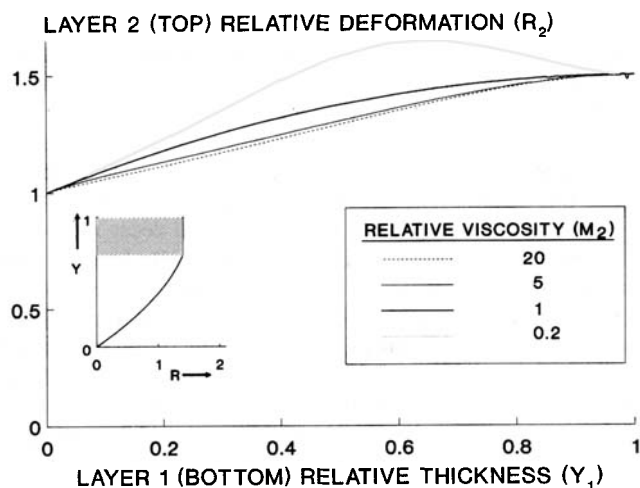 LAYER 2 (TOP) RELATIVE DEFORMATION (R2)
1.5
1
0.5
0
1
Y
0
0 1 2
R
RELATIVE VISCOSITY (M2)
20
5
1
0.2
0 0.2 0.4 0.6 0.8 1
LAYER 1 (BOTTOM) RELATIVE THICKNESS (Y1)